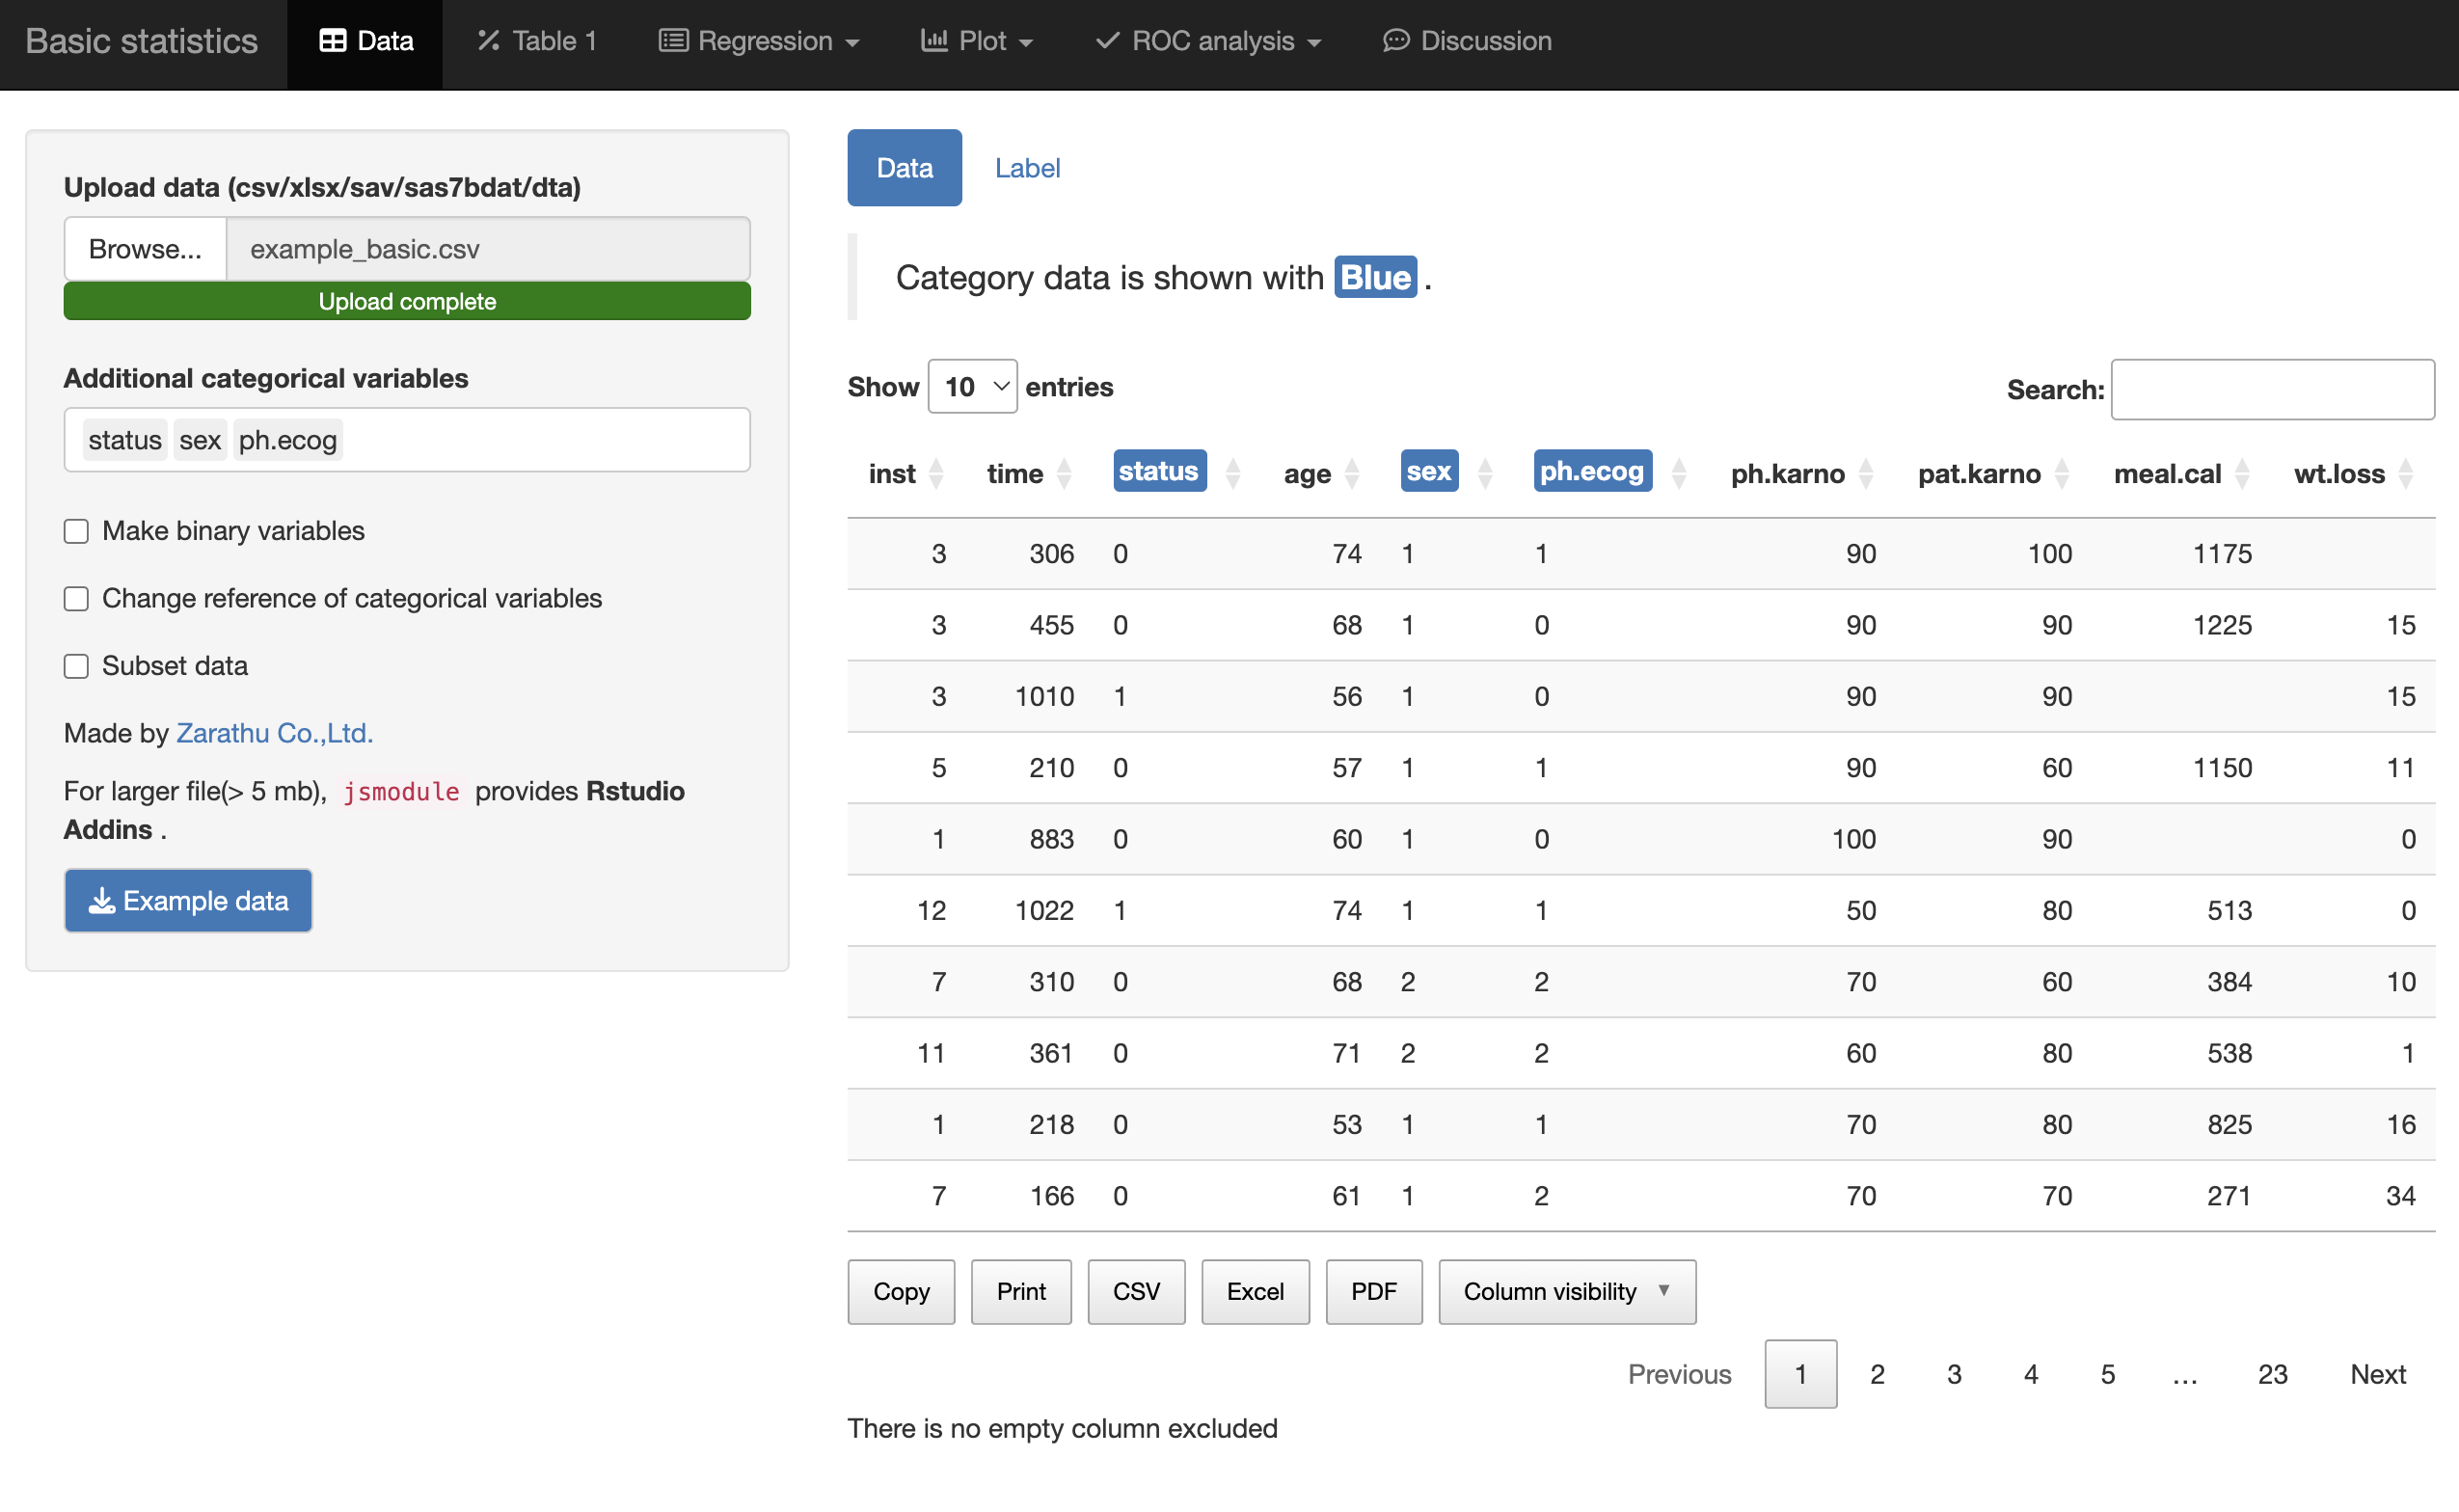 Basic statistics Data Table 1 Regression Plot ROC analysis Discussion
Upload data (csv/xlsx/sav/sas7bdat/dta)
Browse... example_basic.csv
Upload complete
Additional categorical variables
status sex ph.ecog
Make binary variables
Change reference of categorical variables
Subset data
Made by Zarathu Co.,Ltd.
For larger file(> 5 mb), jsmodule provides Rstudio
Addins .
Example data
Data Label
Category data is shown with Blue .
Show 10 entries Search:
inst time status age sex ph.ecog ph.karno pat.karno meal.cal wt.loss
3 306 0 74 1 1 90 100 1175
3 455 0 68 1 0 90 90 1225 15
3 1010 1 56 1 0 90 90 15
5 210 0 57 1 1 90 60 1150 11
1 883 0 60 1 0 100 90 0
12 1022 1 74 1 1 50 80 513 0
7 310 0 68 2 2 70 60 384 10
11 361 0 71 2 2 60 80 538 1
1 218 0 53 1 1 70 80 825 16
7 166 0 61 1 2 70 70 271 34
Copy Print CSV Excel PDF Column visibility ▼
Previous 1 2 3 4 5 … 23 Next
There is no empty column excluded